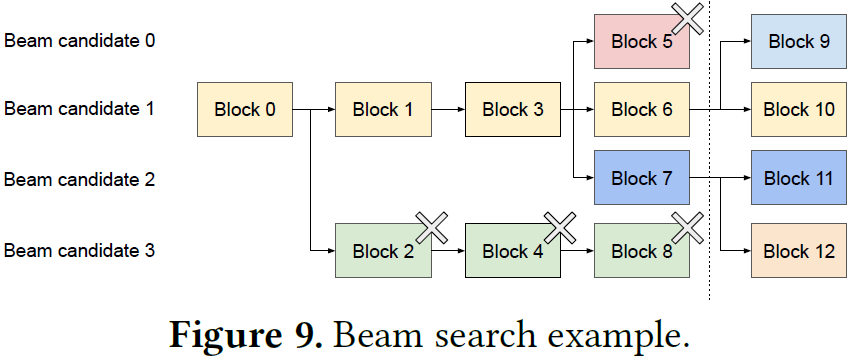 Beam candidate 0 Block 5 Block 9
Beam candidate 1 Block 0 Block 1 Block 3 Block 6 Block 10
Beam candidate 2 Block 7 Block 11
Beam candidate 3 Block 2 Block 4 Block 8 Block 12
Figure 9. Beam search example.